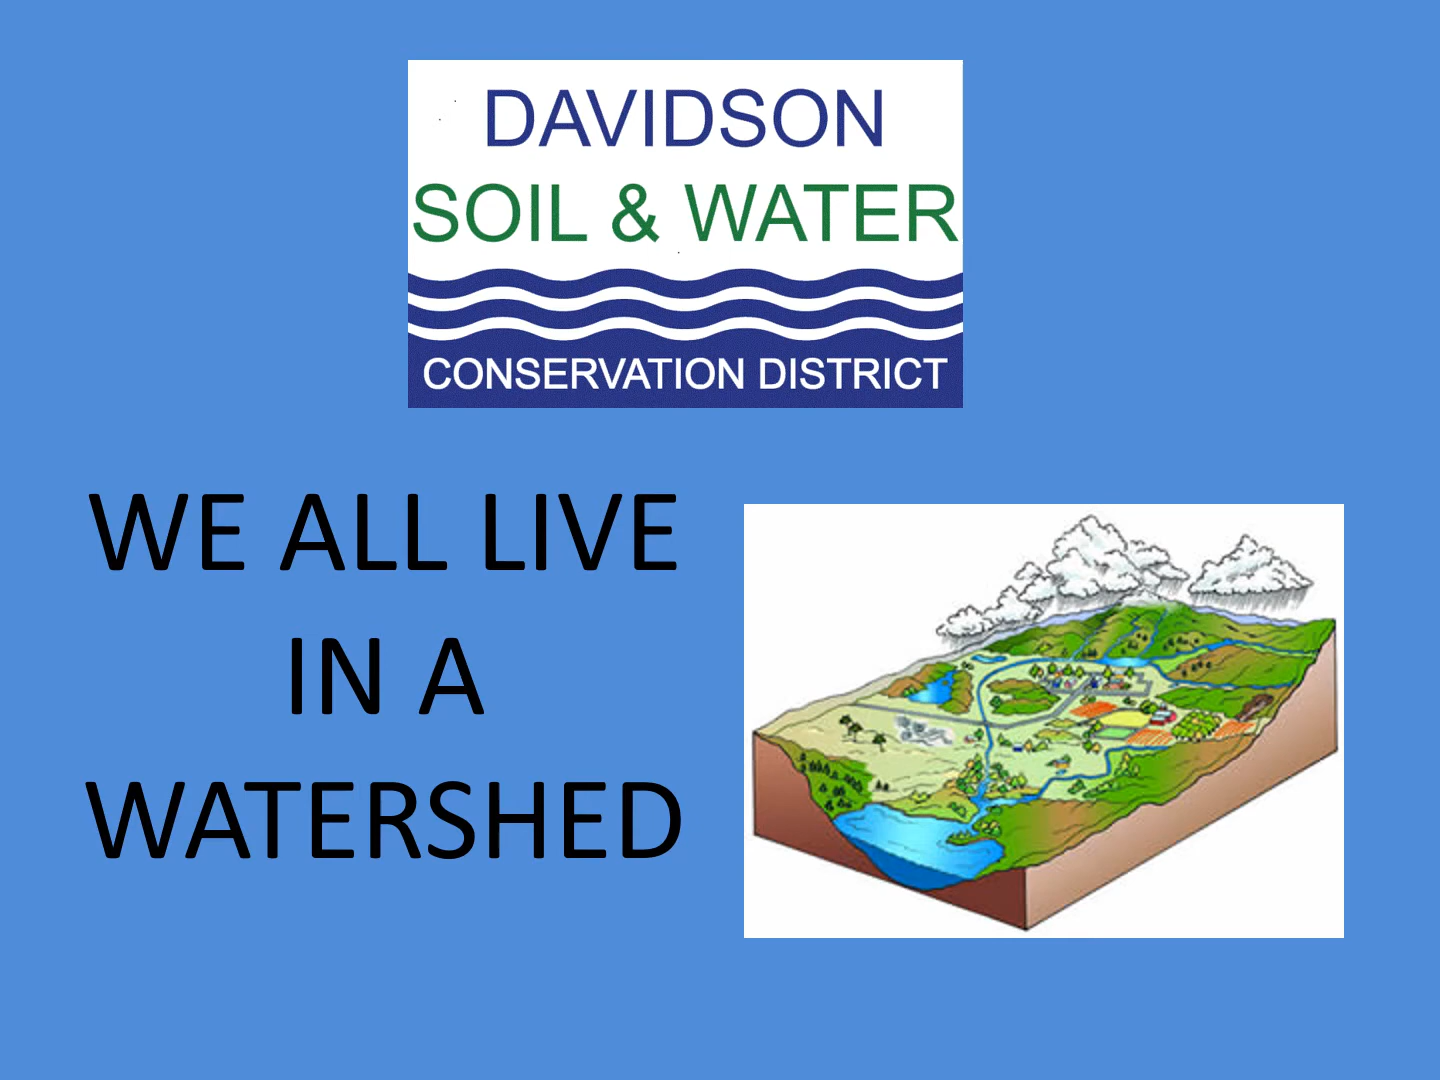 DAVIDSON
SOIL & WATER
CONSERVATION DISTRICT
WE ALL LIVE
IN A
WATERSHED